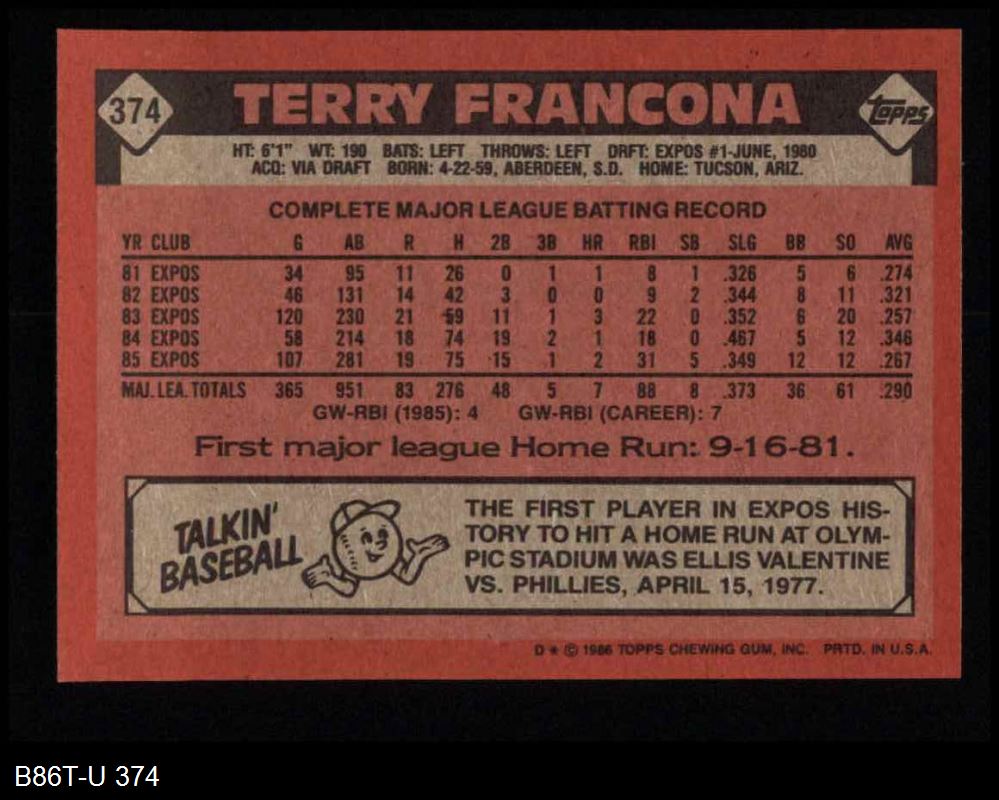 374 TERRY FRANCONA topps
HT: 6'1" WT: 190 BATS: LEFT THROWS: LEFT DRFT: EXPOS #1-JUNE, 1980
ACQ: VIA DRAFT BORN: 4-22-59, ABERDEEN, S.D. HOME: TUCSON, ARIZ.
COMPLETE MAJOR LEAGUE BATTING RECORD
YR CLUB G AB R H 2B 3B HR RBI SB SLG BB SO AVG
81 EXPOS 34 95 11 26 0 1 1 8 1 .326 5 6 .274
82 EXPOS 46 131 14 42 3 0 0 9 2 .344 8 11 .321
83 EXPOS 120 230 21 59 11 1 3 22 0 .352 6 20 .257
84 EXPOS 58 214 18 74 19 2 1 18 0 .467 5 12 .346
85 EXPOS 107 281 19 75 15 1 2 31 5 .349 12 12 .267
MAJ. LEA. TOTALS 365 951 83 276 48 5 7 88 8 .373 36 61 .290
GW-RBI (1985): 4 GW-RBI (CAREER): 7
First major league Home Run: 9-16-81.
TALKIN'
BASEBALL
THE FIRST PLAYER IN EXPOS HIS-
TORY TO HIT A HOME RUN AT OLYM-
PIC STADIUM WAS ELLIS VALENTINE
VS. PHILLIES, APRIL 15, 1977.
D * © 1986 TOPPS CHEWING GUM, INC. PRTD. IN U.S.A.
B86T-U 374